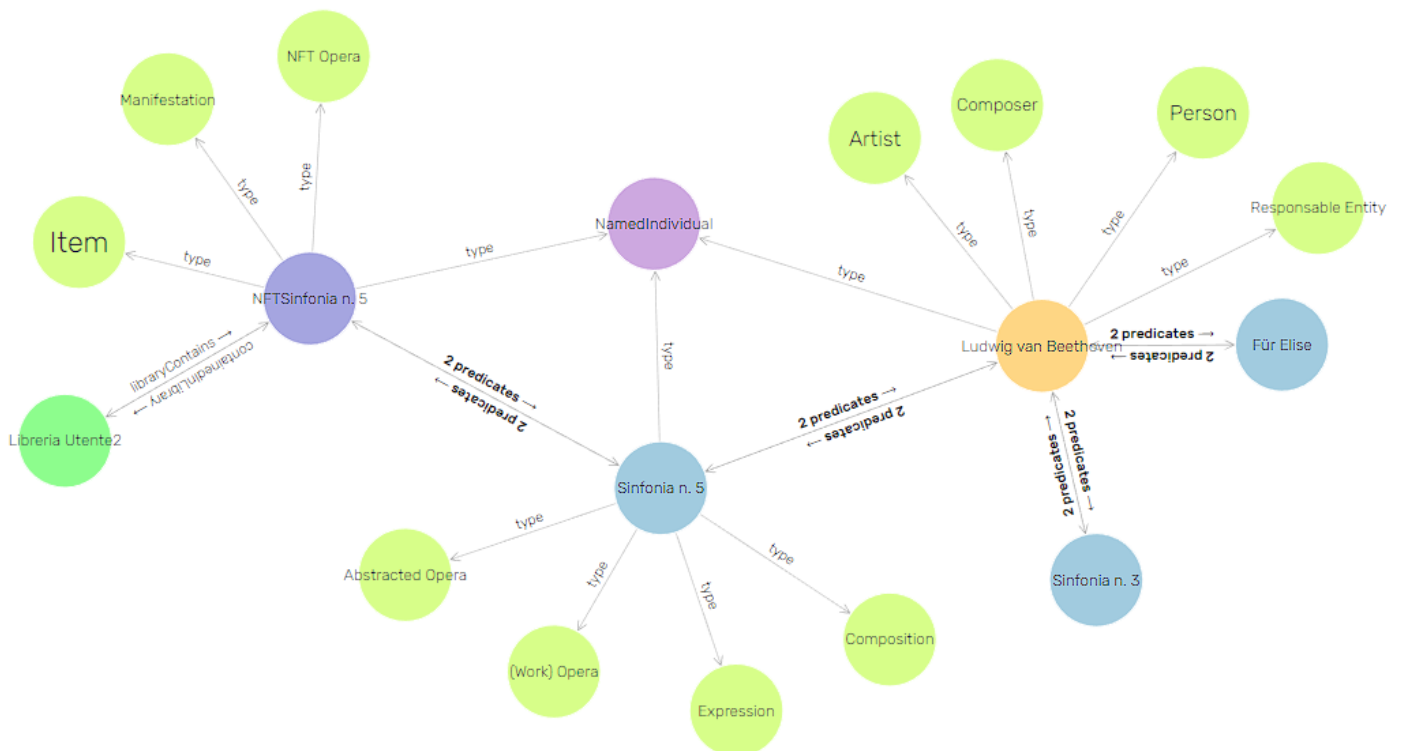 NFT Opera
Manifestation
Composer
Person
Artist
type
type
type
type
Responsable Entity
type
type
NamedIndividual
Item
type
type
type
type
NFTSinfonia n. 5
type
libraryContains →
containedInLibrary →
2 predicates →
2 predicates →
Ludwig van Beethoven
2 predicates →
2 predicates →
Für Elise
Libreria Utente2
2 predicates →
2 predicates →
2 predicates →
2 predicates →
Sinfonia n. 5
type
type
type
type
Abstracted Opera
Sinfonia n. 3
Composition
(Work) Opera
Expression